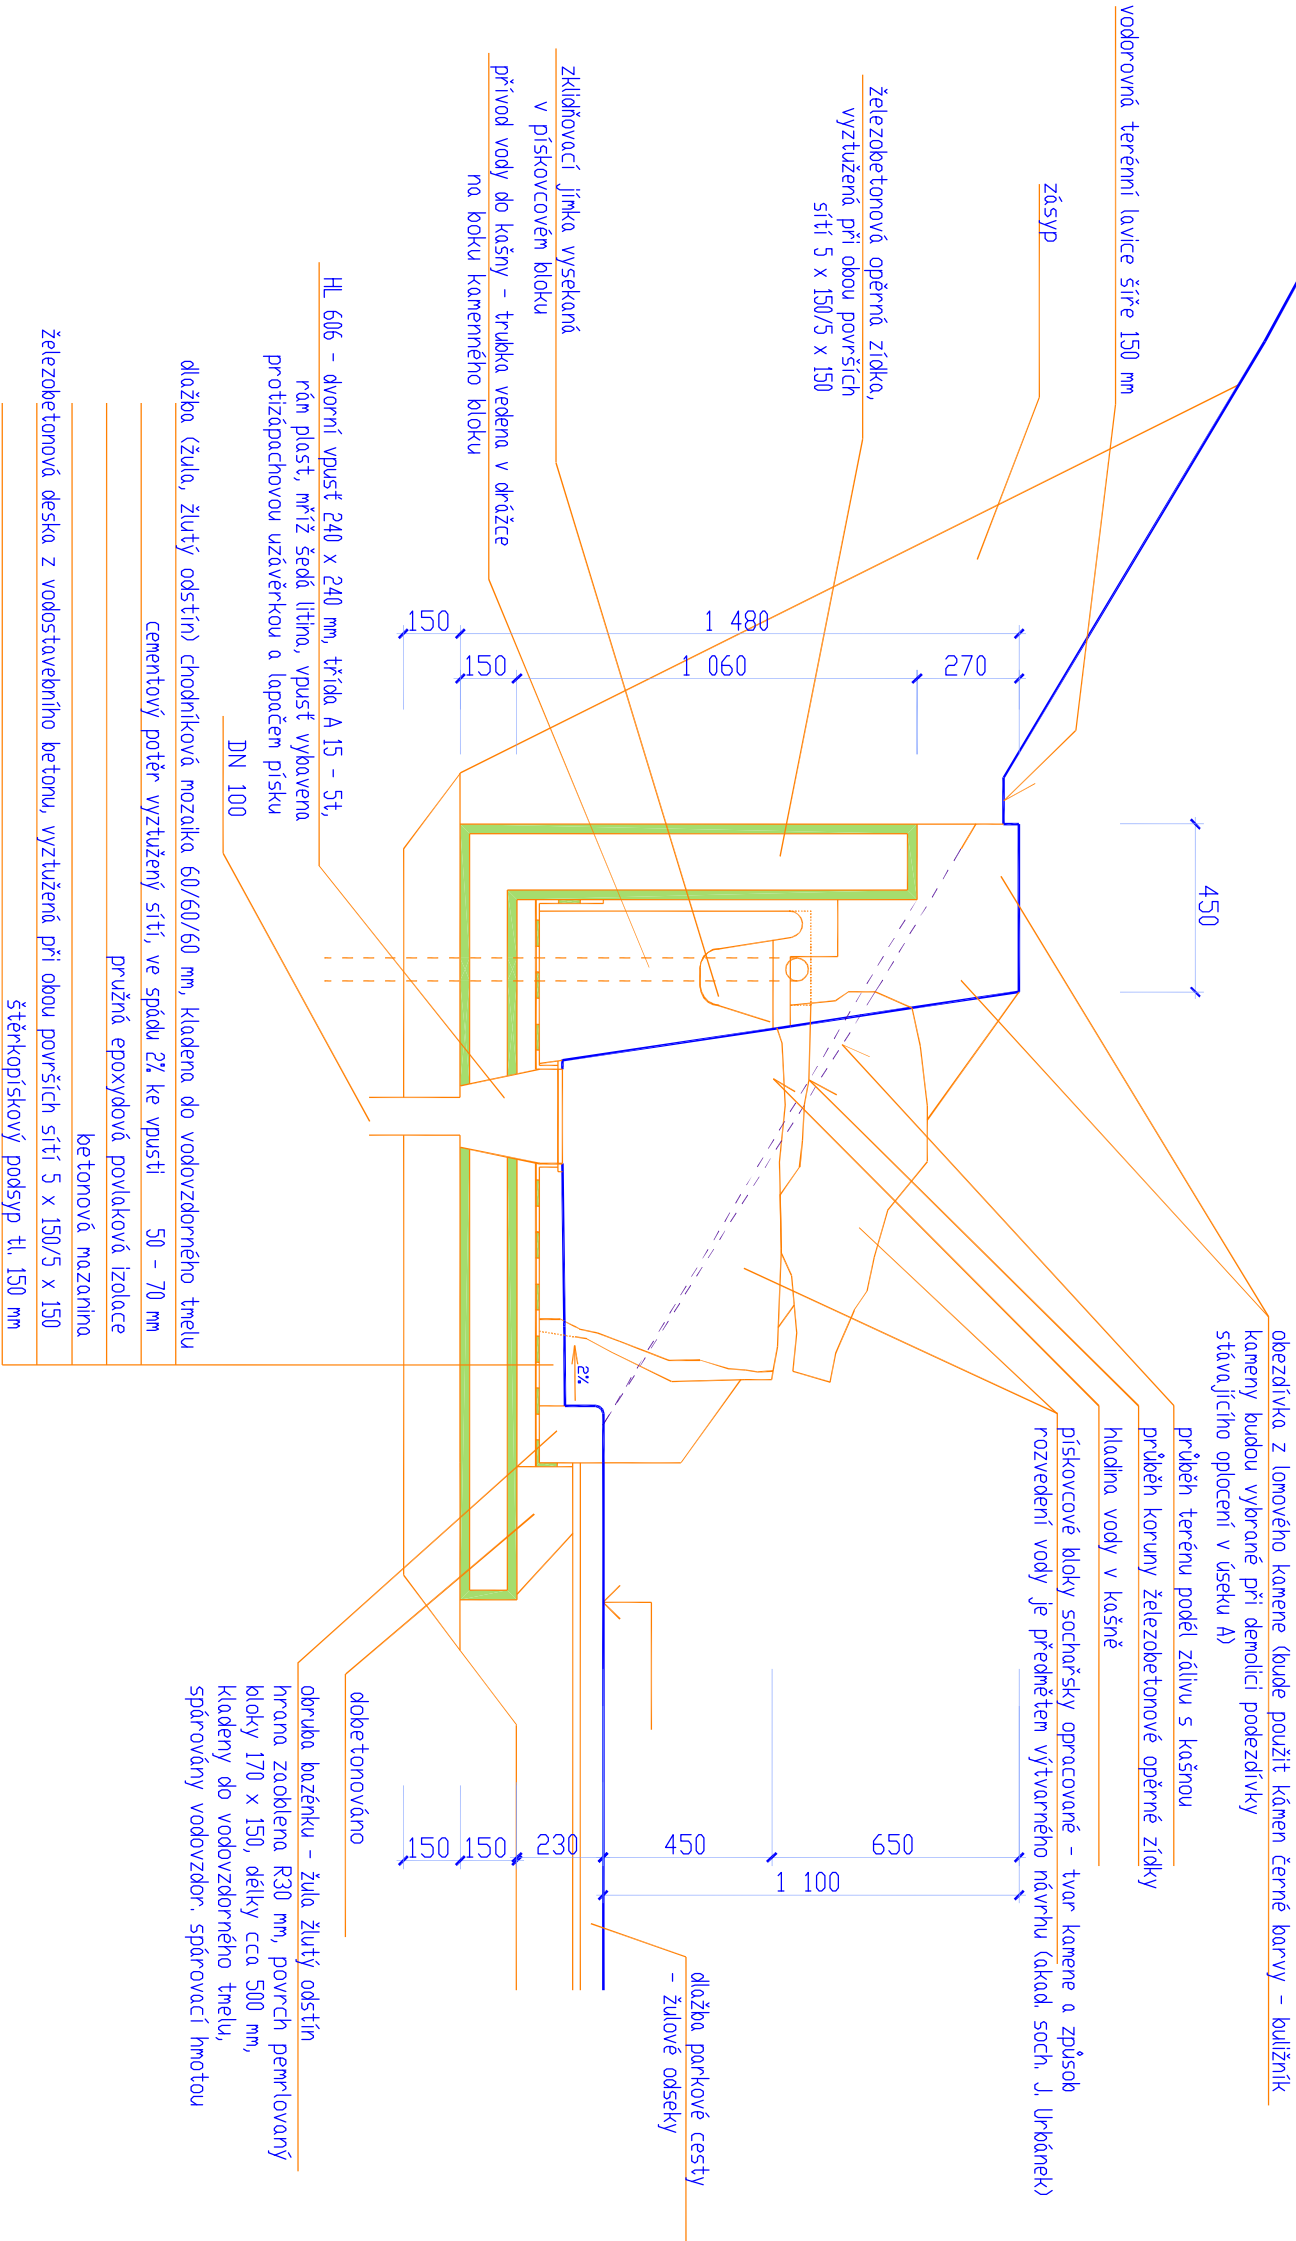 vodorovná terénní lavice šíře 150 mm
zásyp
železobetonová opěrná zídka,
vyztužená při obou površích
sítí 5 x 150/5 x 150
zklidňovací jímka vysekaná
v pískovcovém bloku
přívod vody do kašny - trubka vedena v drážce
na boku kamenného bloku
HL 606 - dvorní vpusť 240 x 240 mm, třída A 15 - 5t,
rám plast, mříž šedá litina, vpusť vybavena
protizápachovou uzávěrkou a lapačem písku
DN 100
dlažba (žula, žlutý odstín) chodníková mozaika 60/60/60 mm, kladena do vodovzdorného tmelu
cementový potěr vyztužený sítí, ve spádu 2% ke vpusti 50 - 70 mm
pružná epoxydová povlaková izolace
betonová mazanina
železobetonová deska z vodostavebního betonu, vyztužená při obou površích sítí 5 x 150/5 x 150
štěrkopískový podsyp tl. 150 mm
150
1 480
150
1 060
270
450
2%
obezdívka z lomového kamene (bude použit kámen černé barvy - buližník
kameny budou vybrané při demolici podezdívky
stávajícího oplocení v úseku A)
průběh terénu podél zálivu s kašnou
průběh koruny železobetonové opěrné zídky
hladina vody v kašně
pískovcové bloky sochařsky opracované - tvar kamene a způsob
rozvedení vody je předmětem výtvarného návrhu (akad. soch. J. Urbánek)
dobetonováno
obruba bazénku - žula žlutý odstín
hrana zaoblena R30 mm, povrch pemrlovaný
bloky 170 x 150, délky cca 500 mm,
kladeny do vodovzdorného tmelu,
spárovány vodovzdor. spárovací hmotou
150
150
230
450
650
1 100
dlažba parkové cesty
- žulové odseky